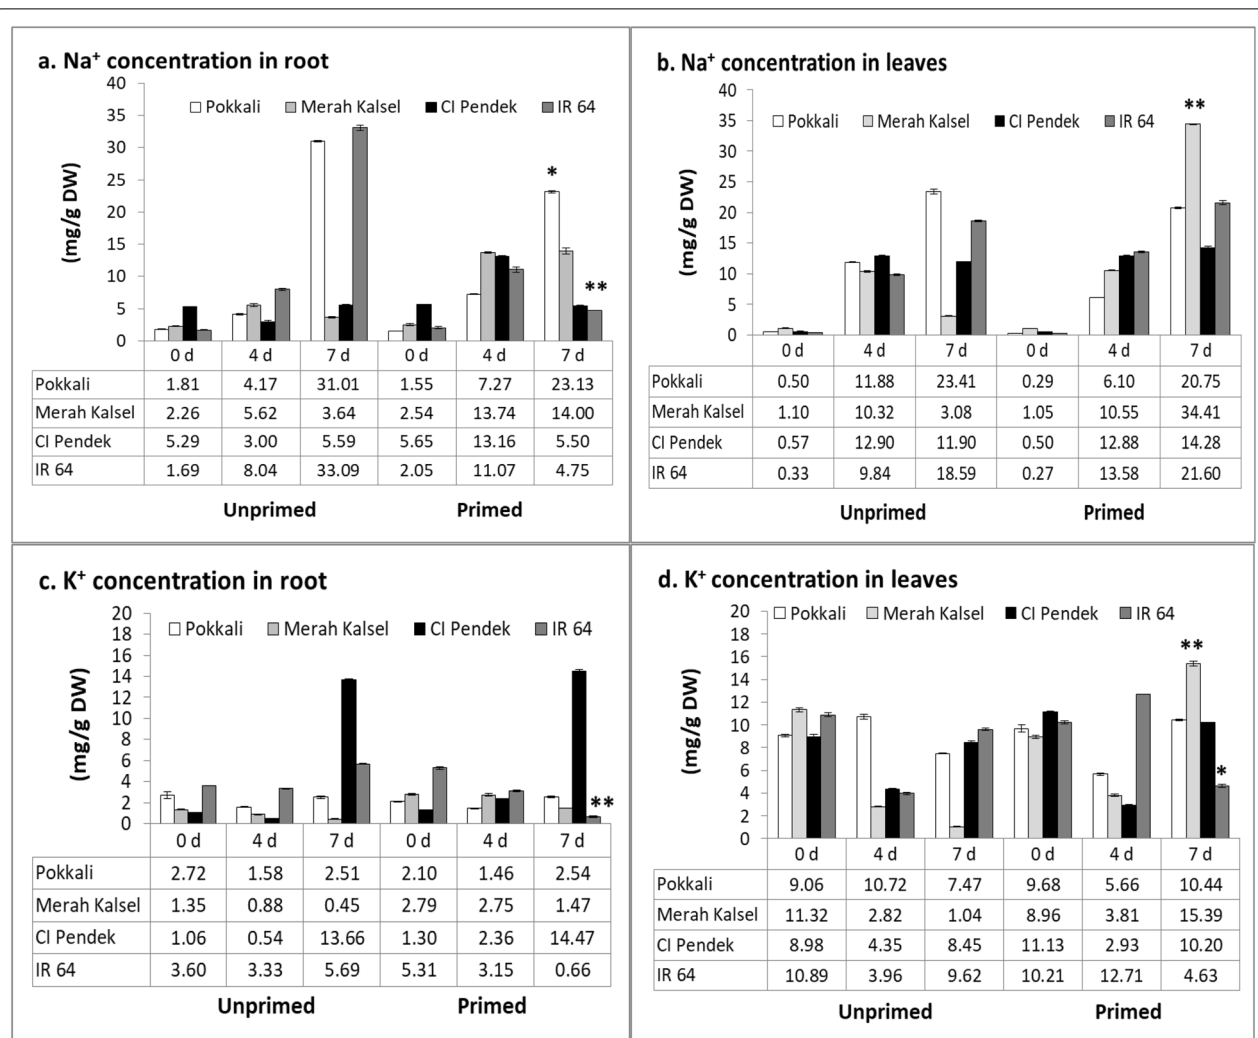 a. Na+ concentration in root
40
35
30
25
20
15
10
5
0
(mg/g DW)
Pokkali Merah Kalsel CI Pendek IR 64
*
**
0 d 4 d 7 d 0 d 4 d 7 d
Pokkali 1.81 4.17 31.01 1.55 7.27 23.13
Merah Kalsel 2.26 5.62 3.64 2.54 13.74 14.00
CI Pendek 5.29 3.00 5.59 5.65 13.16 5.50
IR 64 1.69 8.04 33.09 2.05 11.07 4.75
Unprimed Primed
b. Na+ concentration in leaves
40
35
30
25
20
15
10
5
0
(mg/g DW)
Pokkali Merah Kalsel CI Pendek IR 64
**
0 d 4 d 7 d 0 d 4 d 7 d
Pokkali 0.50 11.88 23.41 0.29 6.10 20.75
Merah Kalsel 1.10 10.32 3.08 1.05 10.55 34.41
CI Pendek 0.57 12.90 11.90 0.50 12.88 14.28
IR 64 0.33 9.84 18.59 0.27 13.58 21.60
Unprimed Primed
c. K+ concentration in root
20
18
16
14
12
10
8
6
4
2
0
(mg/g DW)
Pokkali Merah Kalsel CI Pendek IR 64
**
0 d 4 d 7 d 0 d 4 d 7 d
Pokkali 2.72 1.58 2.51 2.10 1.46 2.54
Merah Kalsel 1.35 0.88 0.45 2.79 2.75 1.47
CI Pendek 1.06 0.54 13.66 1.30 2.36 14.47
IR 64 3.60 3.33 5.69 5.31 3.15 0.66
Unprimed Primed
d. K+ concentration in leaves
20
18
16
14
12
10
8
6
4
2
0
(mg/g DW)
Pokkali Merah Kalsel CI Pendek IR 64
**
*
0 d 4 d 7 d 0 d 4 d 7 d
Pokkali 9.06 10.72 7.47 9.68 5.66 10.44
Merah Kalsel 11.32 2.82 1.04 8.96 3.81 15.39
CI Pendek 8.98 4.35 8.45 11.13 2.93 10.20
IR 64 10.89 3.96 9.62 10.21 12.71 4.63
Unprimed Primed